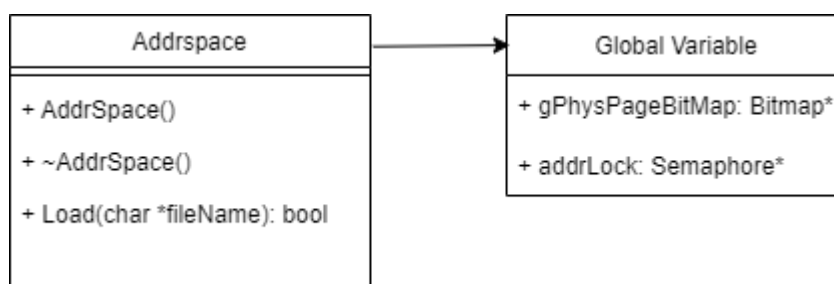 Addrspace
+ AddrSpace()
+ ~AddrSpace()
+ Load(char *fileName): bool
Global Variable
+ gPhysPageBitMap: Bitmap*
+ addrLock: Semaphore*